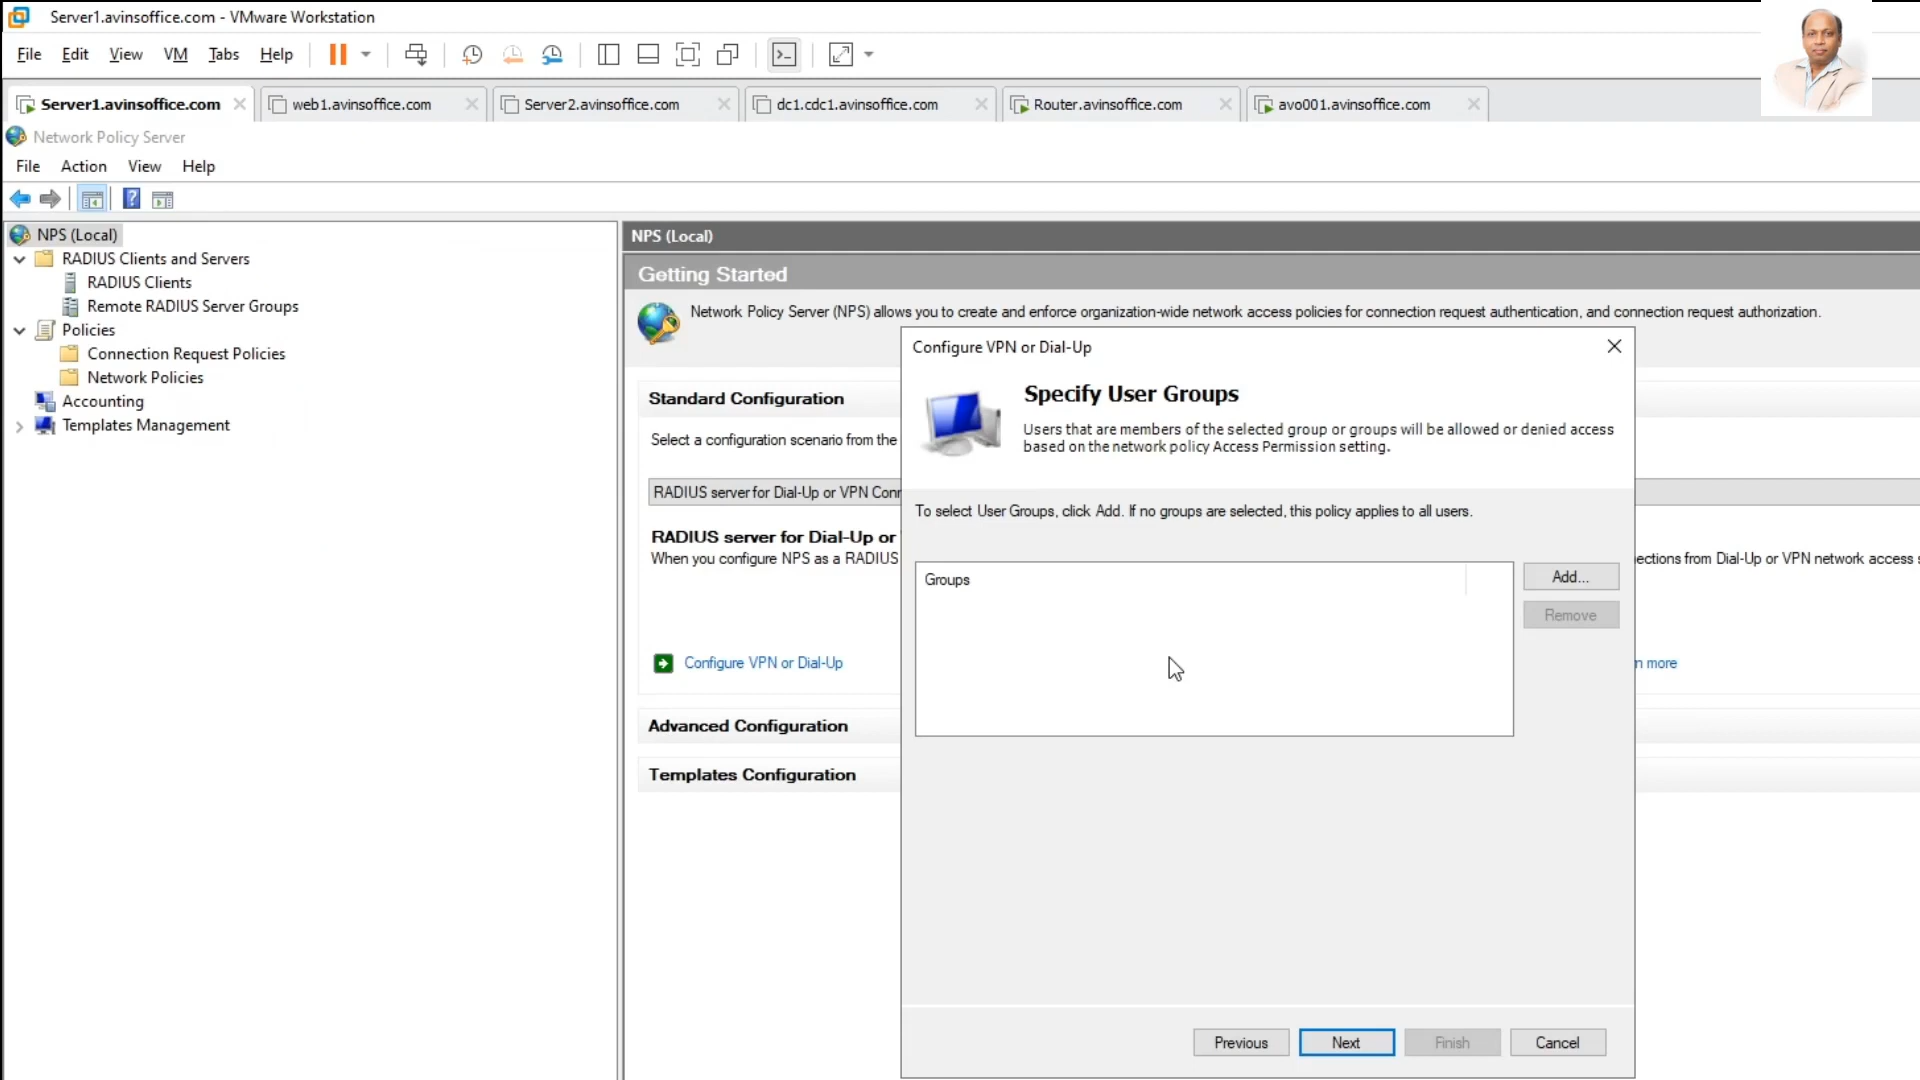 Server1.avinsoffice.com - VMware Workstation
File Edit View VM Tabs Help
Server1.avinsoffice.com web1.avinsoffice.com Server2.avinsoffice.com dc1.cdc1.avinsoffice.com Router.avinsoffice.com avo001.avinsoffice.com
Network Policy Server
File Action View Help
NPS (Local)
RADIUS Clients and Servers
RADIUS Clients
Remote RADIUS Server Groups
Policies
Connection Request Policies
Network Policies
Accounting
Templates Management
NPS (Local)
Getting Started
Network Policy Server (NPS) allows you to create and enforce organization-wide network access policies for connection request authentication, and connection request authorization.
Standard Configuration
Select a configuration scenario from the
RADIUS server for Dial-Up or VPN Conn
RADIUS server for Dial-Up or
When you configure NPS as a RADIUS
ections from Dial-Up or VPN network access s
Configure VPN or Dial-Up
n more
Advanced Configuration
Templates Configuration
Configure VPN or Dial-Up
Specify User Groups
Users that are members of the selected group or groups will be allowed or denied access
based on the network policy Access Permission setting.
To select User Groups, click Add. If no groups are selected, this policy applies to all users.
Groups
Add...
Remove
Previous Next Finish Cancel